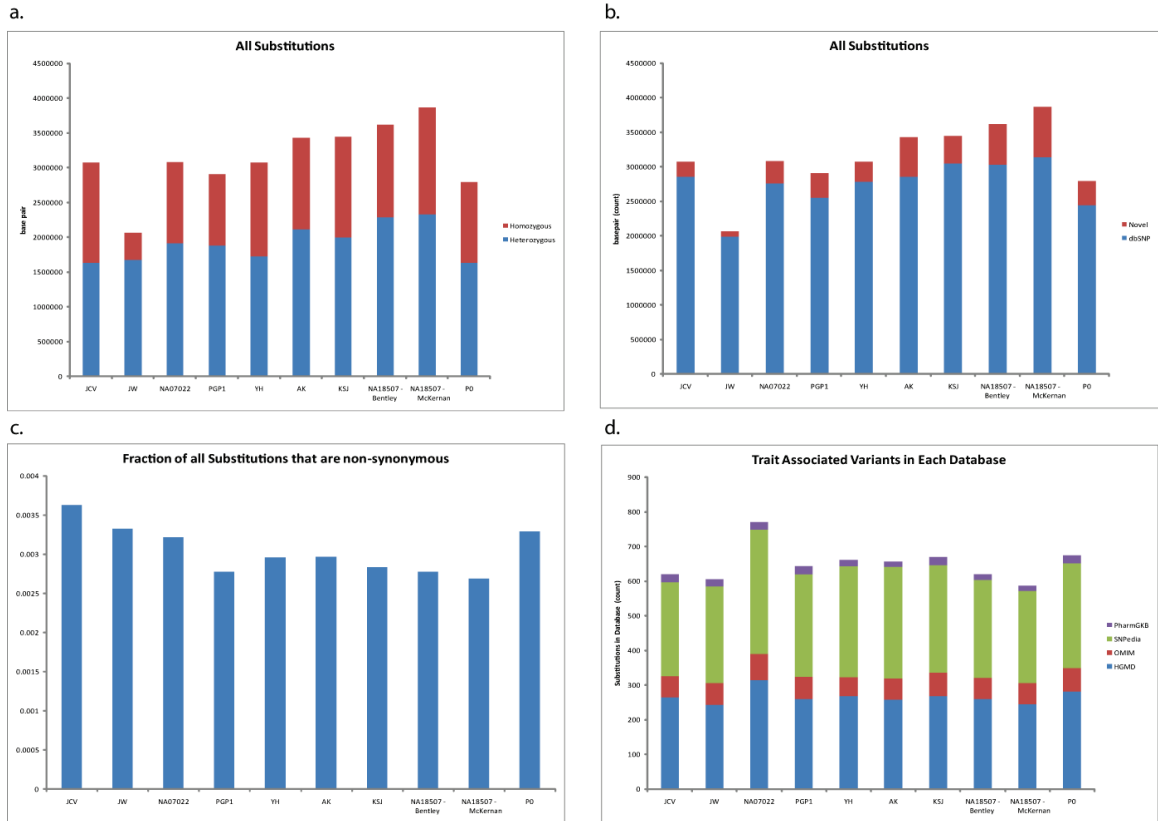 a.
All Substitutions
4500000
4000000
3500000
3000000
2500000
2000000
1500000
1000000
500000
0
base pair
Homozygous
Heterozygous
JCV JW NA07022 PGP1 YH AK KSJ NA18507 - Bentley NA18507 - McKernan P0
b.
All Substitutions
4500000
4000000
3500000
3000000
2500000
2000000
1500000
1000000
500000
0
basepair (count)
Novel
dbSNP
JCV JW NA07022 PGP1 YH AK KSJ NA18507 - Bentley NA18507 - McKernan P0
c.
Fraction of all Substitutions that are non-synonymous
0.004
0.0035
0.003
0.0025
0.002
0.0015
0.001
0.0005
0
JCV JW NA07022 PGP1 YH AK KSJ NA18507 - Bentley NA18507 - McKernan P0
d.
Trait Associated Variants in Each Database
900
800
700
600
500
400
300
200
100
0
Substitutions in Database (count)
PharmGKB
SNPedia
OMIM
HGMD
JCV JW NA07022 PGP1 YH AK KSJ NA18507 - Bentley NA18507 - McKernan P0